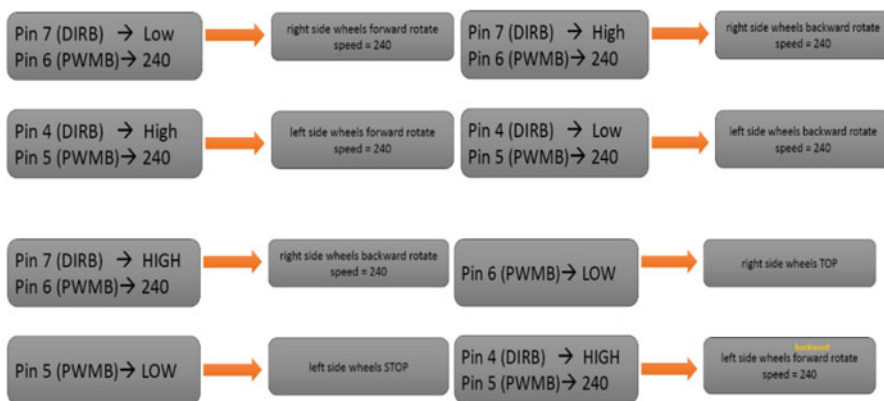 Pin 7 (DIRB) → Low
Pin 6 (PWMB) → 240
right side wheels forward rotate
speed = 240
Pin 7 (DIRB) → High
Pin 6 (PWMB) → 240
right side wheels backward rotate
speed = 240
Pin 4 (DIRB) → High
Pin 5 (PWMB) → 240
left side wheels forward rotate
speed = 240
Pin 4 (DIRB) → Low
Pin 5 (PWMB) → 240
left side wheels backward rotate
speed = 240
Pin 7 (DIRB) → HIGH
Pin 6 (PWMB) → 240
right side wheels backward rotate
speed = 240
Pin 6 (PWMB) → LOW
right side wheels TOP
Pin 5 (PWMB) → LOW
left side wheels STOP
Pin 4 (DIRB) → HIGH
Pin 5 (PWMB) → 240
backward
left side wheels forward rotate
speed = 240